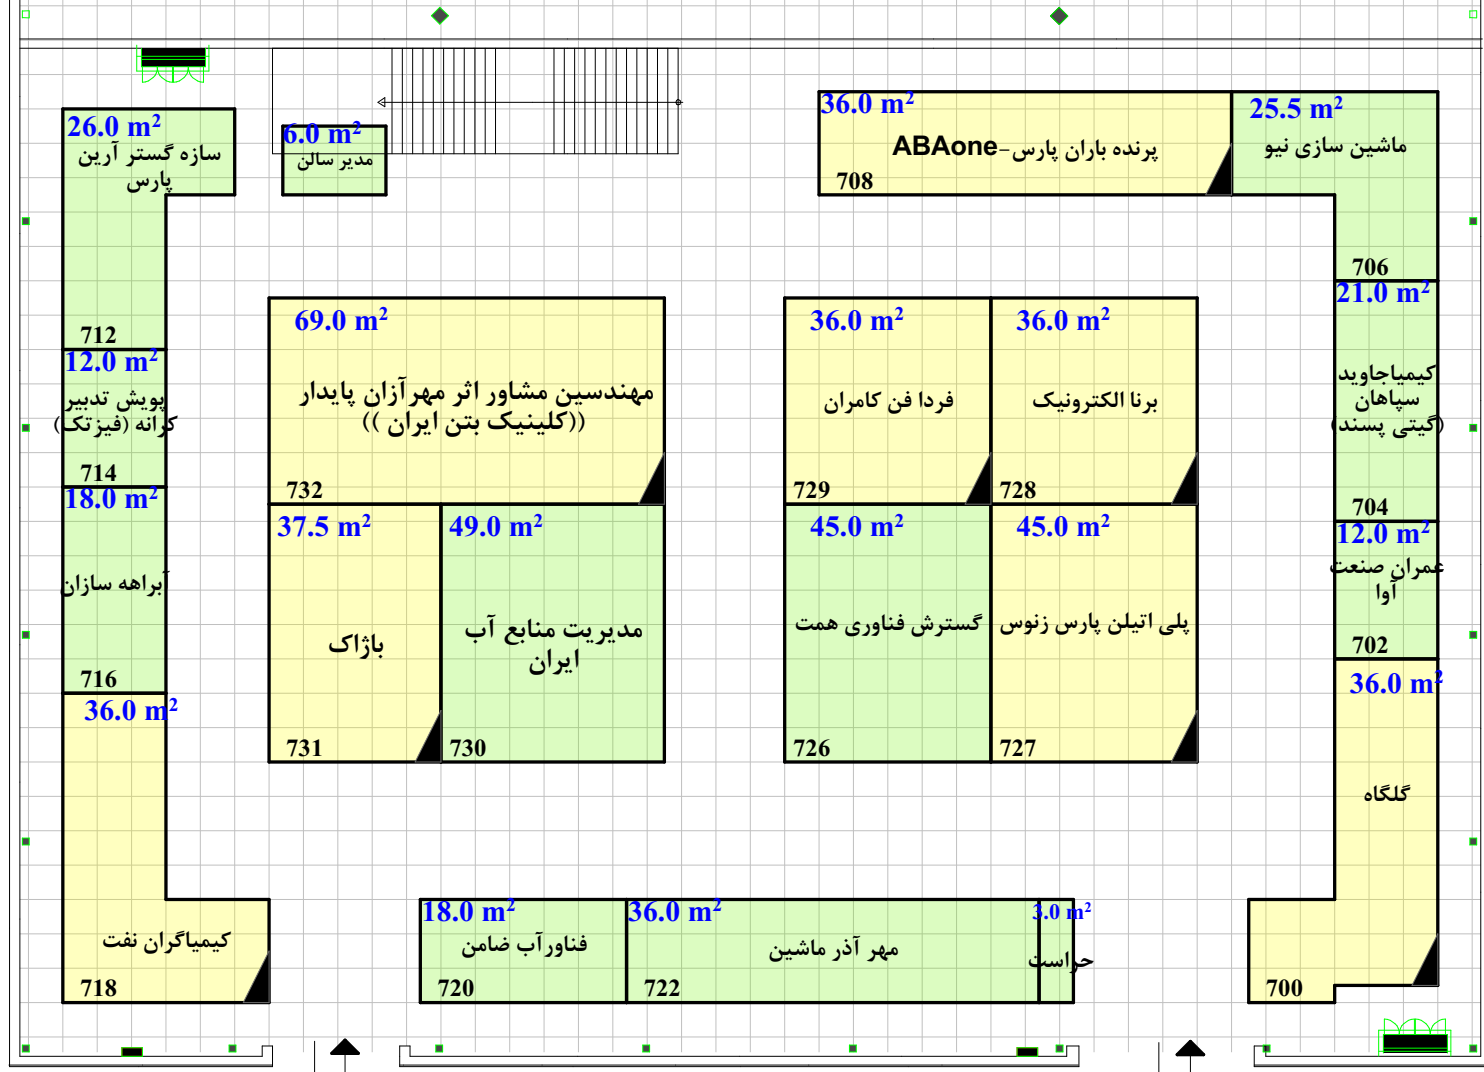 26.0 m²
سازه گستر آرین
پارس
712
6.0 m²
مدیر سالن
36.0 m²
پرنده باران پارس-ABAone
708
25.5 m²
ماشین سازی نیو
706
12.0 m²
پویش تدبیر
کرانه (فیزتک)
714
69.0 m²
مهندسین مشاور اثر مهرآزان پایدار
((کلینیک بتن ایران ))
732
36.0 m²
فردا فن کامران
729
36.0 m²
برنا الکترونیک
728
21.0 m²
کیمیاجاوید
سپاهان
(گیتی پسند)
704
18.0 m²
آبراهه سازان
716
37.5 m²
باژاک
731
49.0 m²
مدیریت منابع آب
ایران
730
45.0 m²
گسترش فناوری همت
726
45.0 m²
پلی اتیلن پارس زنوس
727
12.0 m²
عمران صنعت
آوا
702
36.0 m²
کیمیاگران نفت
718
18.0 m²
فناورآب ضامن
720
36.0 m²
مهر آذر ماشین
722
3.0 m²
حراست
36.0 m²
گلگاه
700